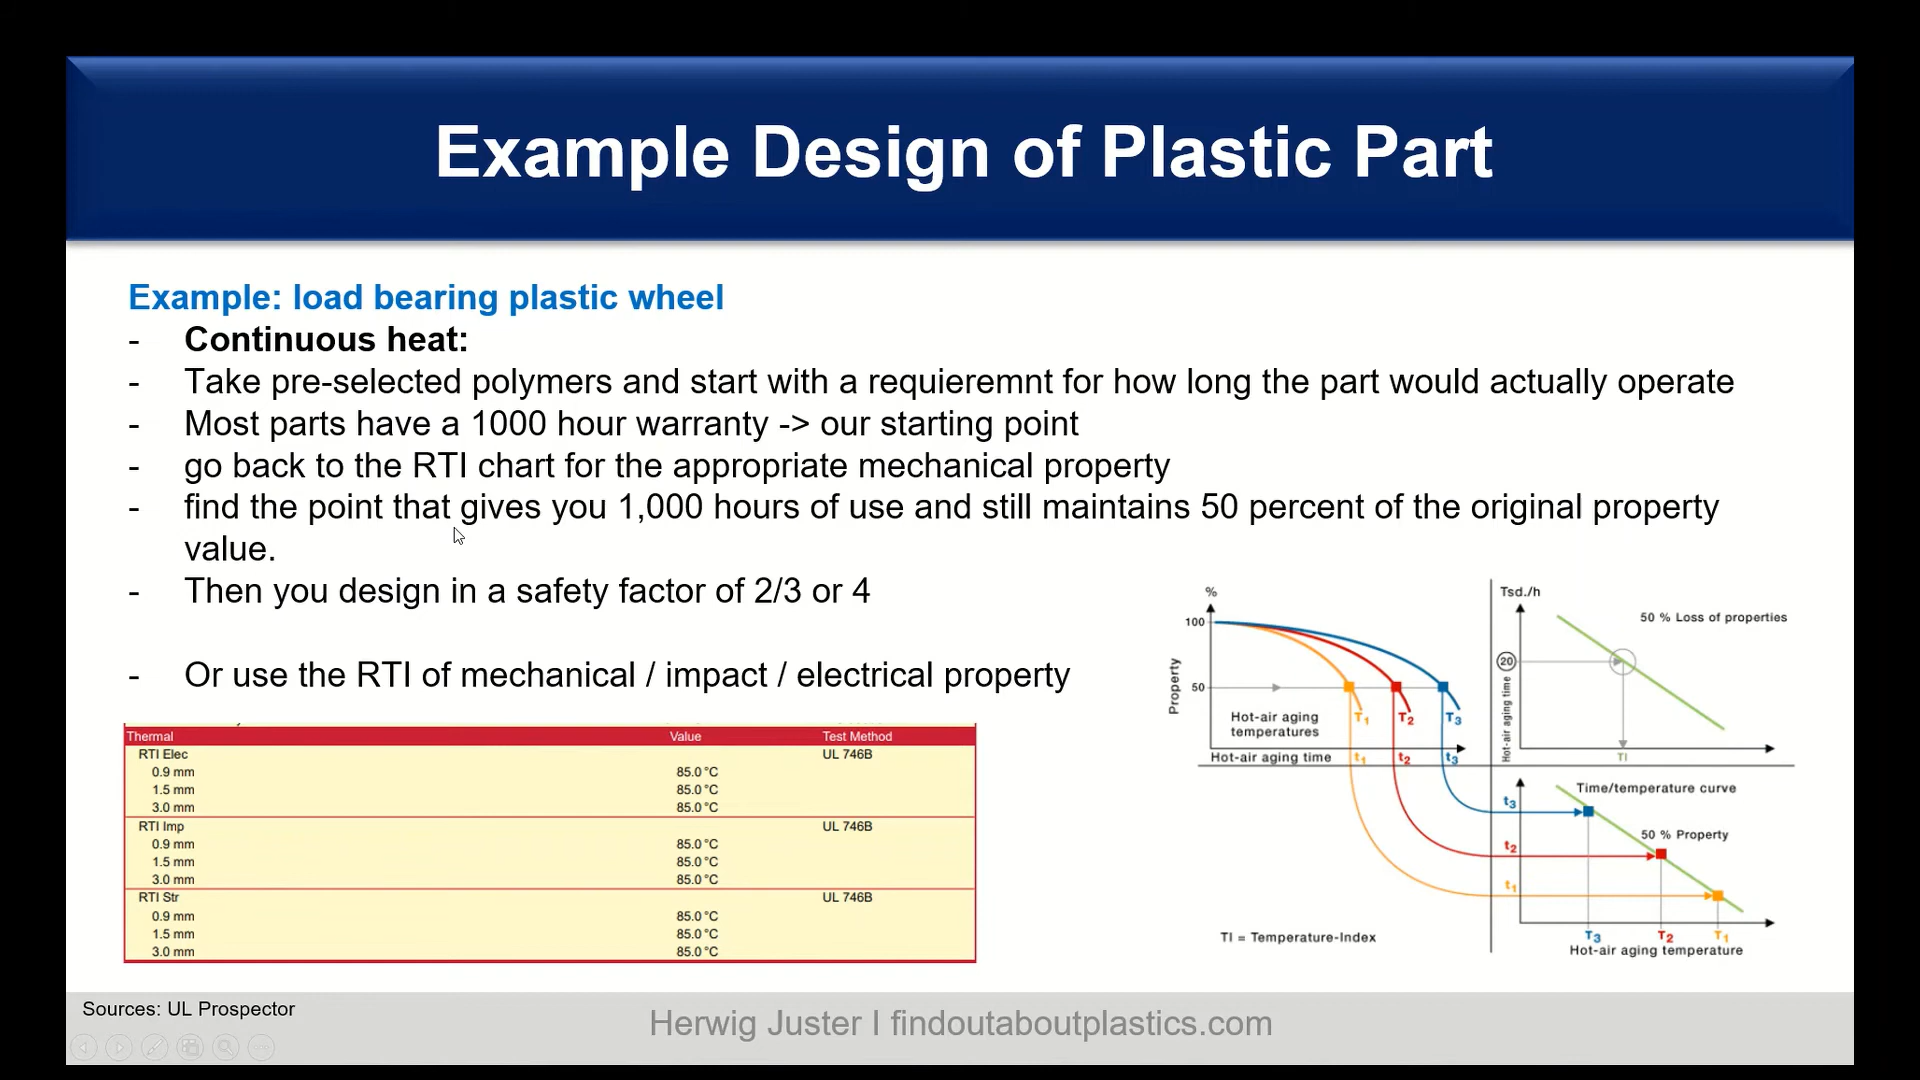 Example Design of Plastic Part
Example: load bearing plastic wheel
- Continuous heat:
- Take pre-selected polymers and start with a requieremnt for how long the part would actually operate
- Most parts have a 1000 hour warranty -> our starting point
- go back to the RTI chart for the appropriate mechanical property
- find the point that gives you 1,000 hours of use and still maintains 50 percent of the original property
value.
- Then you design in a safety factor of 2/3 or 4
- Or use the RTI of mechanical / impact / electrical property
Thermal Value Test Method
RTI Elec UL 746B
0.9 mm 85.0 °C
1.5 mm 85.0 °C
3.0 mm 85.0 °C
RTI Imp UL 746B
0.9 mm 85.0 °C
1.5 mm 85.0 °C
3.0 mm 85.0 °C
RTI Str UL 746B
0.9 mm 85.0 °C
1.5 mm 85.0 °C
3.0 mm 85.0 °C
%
100
50
Property
Hot-air aging
temperatures
T1 T2 T3
Hot-air aging time
t1 t2 t3
Tsd./h
50 % Loss of properties
20
Hot-air aging time
TI
Time/temperature curve
50 % Property
t3
t2
t1
T3 T2 T1
Hot-air aging temperature
TI = Temperature-Index
Sources: UL Prospector
Herwig Juster I findoutaboutplastics.com